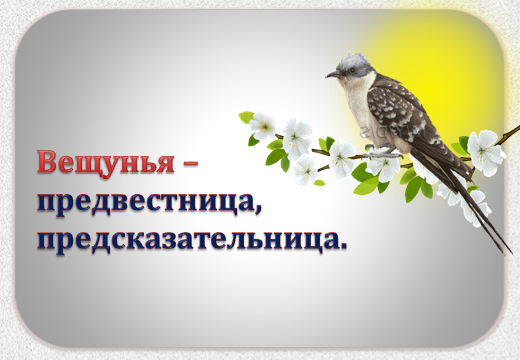 Вещунья –
предвестница,
предсказательница.